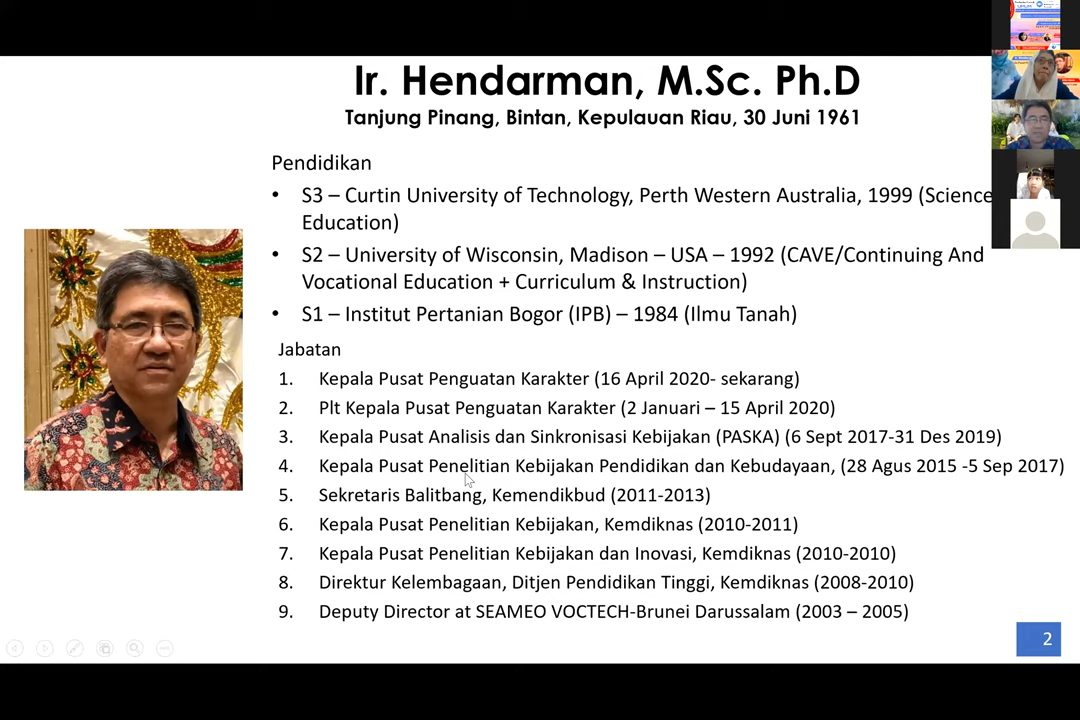 Ir. Hendarman, M.Sc. Ph.D
Tanjung Pinang, Bintan, Kepulauan Riau, 30 Juni 1961
Pendidikan
• S3 – Curtin University of Technology, Perth Western Australia, 1999 (Science
Education)
• S2 – University of Wisconsin, Madison – USA – 1992 (CAVE/Continuing And
Vocational Education + Curriculum & Instruction)
• S1 – Institut Pertanian Bogor (IPB) – 1984 (Ilmu Tanah)
Jabatan
1. Kepala Pusat Penguatan Karakter (16 April 2020- sekarang)
2. Plt Kepala Pusat Penguatan Karakter (2 Januari – 15 April 2020)
3. Kepala Pusat Analisis dan Sinkronisasi Kebijakan (PASKA) (6 Sept 2017-31 Des 2019)
4. Kepala Pusat Penelitian Kebijakan Pendidikan dan Kebudayaan, (28 Agus 2015 -5 Sep 2017)
5. Sekretaris Balitbang, Kemendikbud (2011-2013)
6. Kepala Pusat Penelitian Kebijakan, Kemdiknas (2010-2011)
7. Kepala Pusat Penelitian Kebijakan dan Inovasi, Kemdiknas (2010-2010)
8. Direktur Kelembagaan, Ditjen Pendidikan Tinggi, Kemdiknas (2008-2010)
9. Deputy Director at SEAMEO VOCTECH-Brunei Darussalam (2003 – 2005)
2